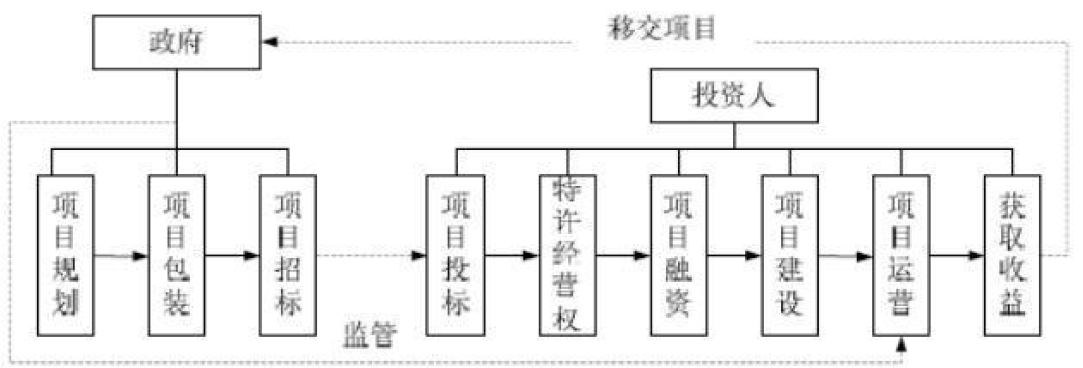 政府
移交项目
投资人
项目规划
项目包装
项目招标
项目投标
特许经营权
项目融资
项目建设
项目运营
获取收益
监管